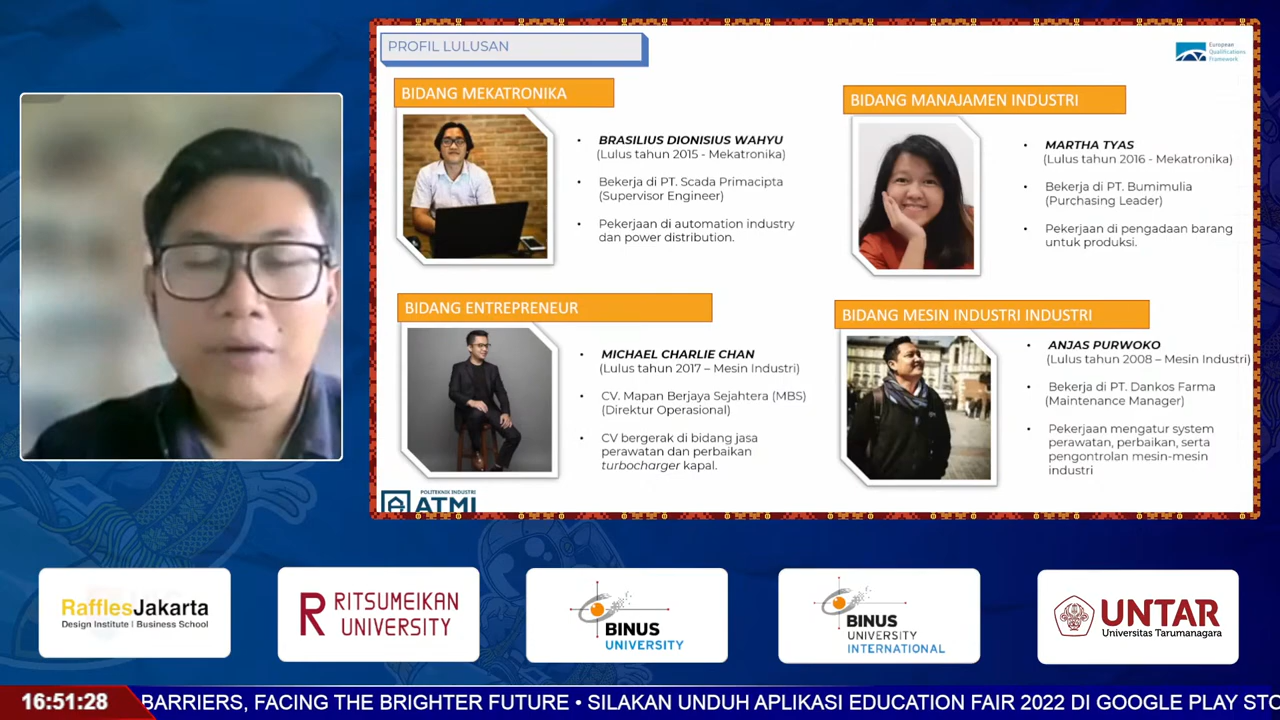 PROFIL LULUSAN
European
Qualifications
Framework
BIDANG MEKATRONIKA
BRASILIUS DIONISIUS WAHYU
(Lulus tahun 2015 - Mekatronika)
Bekerja di PT. Scada Primacipta
(Supervisor Engineer)
Pekerjaan di automation industry
dan power distribution.
BIDANG MANAJAMEN INDUSTRI
MARTHA TYAS
(Lulus tahun 2016 - Mekatronika)
Bekerja di PT. Bumimulia
(Purchasing Leader)
Pekerjaan di pengadaan barang
untuk produksi.
BIDANG ENTREPRENEUR
MICHAEL CHARLIE CHAN
(Lulus tahun 2017 – Mesin Industri)
CV. Mapan Berjaya Sejahtera (MBS)
(Direktur Operasional)
CV bergerak di bidang jasa
perawatan dan perbaikan
turbocharger kapal.
BIDANG MESIN INDUSTRI INDUSTRI
ANJAS PURWOKO
(Lulus tahun 2008 – Mesin Industri)
Bekerja di PT. Dankos Farma
(Maintenance Manager)
Pekerjaan mengatur system
perawatan, perbaikan, serta
pengontrolan mesin-mesin
industri
POLITEKNIK INDUSTRI
ATMI
RafflesJakarta
Design Institute | Business School
RITSUMEIKAN
UNIVERSITY
BINUS
UNIVERSITY
BINUS
UNIVERSITY
INTERNATIONAL
UNTAR
Universitas Tarumanagara
16:51:28
BARRIERS, FACING THE BRIGHTER FUTURE • SILAKAN UNDUH APLIKASI EDUCATION FAIR 2022 DI GOOGLE PLAY STO